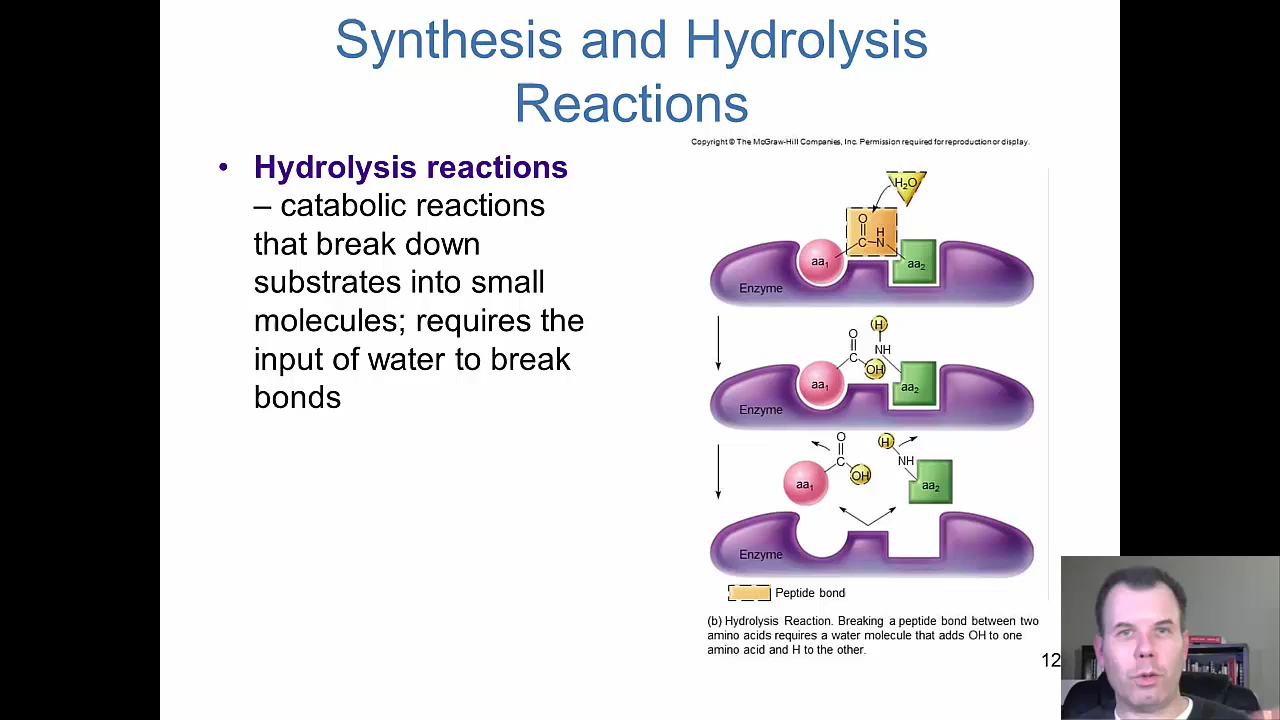 Synthesis and Hydrolysis
Reactions
Copyright © The McGraw-Hill Companies, Inc. Permission required for reproduction or display.
• Hydrolysis reactions
– catabolic reactions
that break down
substrates into small
molecules; requires the
input of water to break
bonds
H₂O
O
H
C
N
aa₁
aa₂
Enzyme
H
O
C
NH
OH
aa₁
aa₂
Enzyme
O
H
C
NH
OH
aa₁
aa₂
Enzyme
Peptide bond
(b) Hydrolysis Reaction. Breaking a peptide bond between two
amino acids requires a water molecule that adds OH to one
amino acid and H to the other.
12